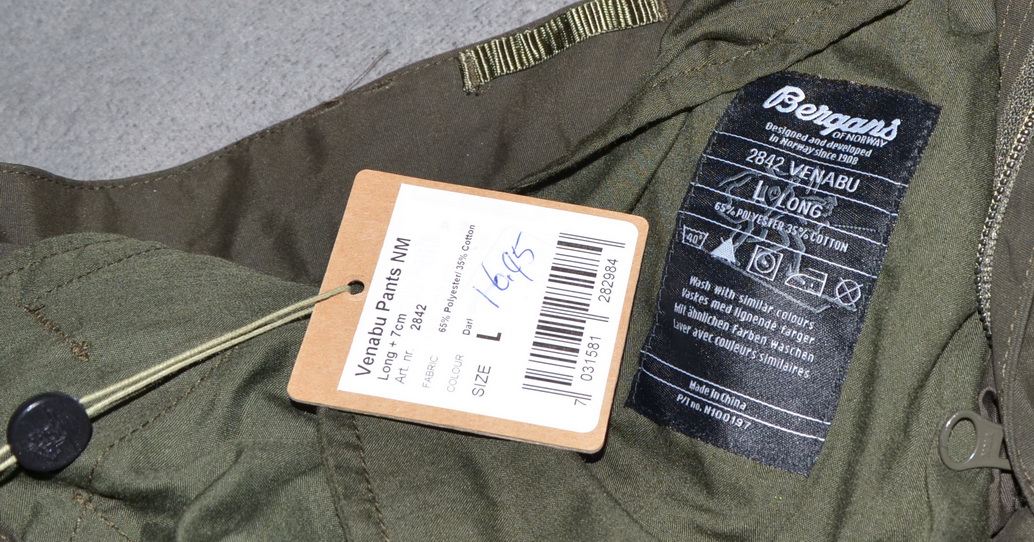 Venabu Pants NM
Long + 7cm
Art. nr. 2842
FABRIC 65% Polyester/ 35% Cotton
COLOUR Darl
SIZE L
16,95
7 031581 282984
Bergans
OF NORWAY
Designed and developed
in Norway since 1908
2842 VENABU
L LONG
65% POLYESTER 35% COTTON
40°
Wash with similar colours
Vaskes med lignende farger
Mit ähnlichen Farben waschen
Laver avec couleurs similaires.
Made in China
P/I no. N100197